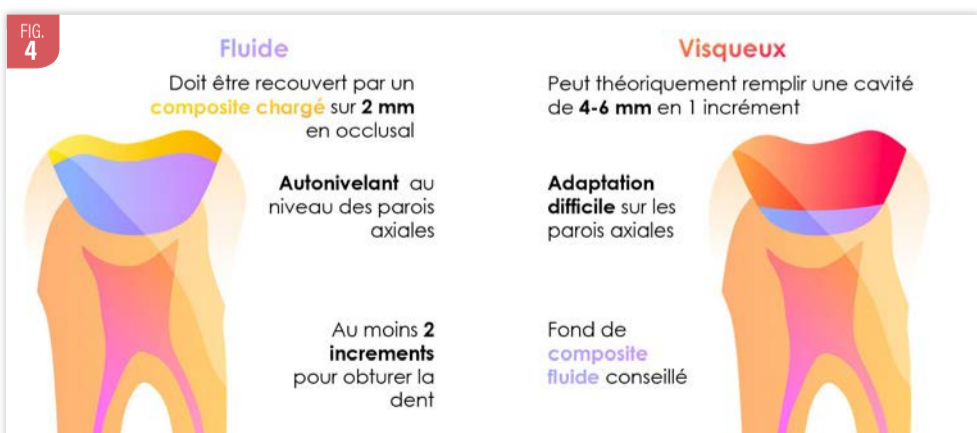 FIG.
4
Fluide
Doit être recouvert par un
composite chargé sur 2 mm
en occlusal
Autonivelant au
niveau des parois
axiales
Au moins 2
increments
pour obturer la
dent
Visqueux
Peut théoriquement remplir une cavité
de 4-6 mm en 1 incrément
Adaptation
difficile sur les
parois axiales
Fond de
composite
fluide conseillé